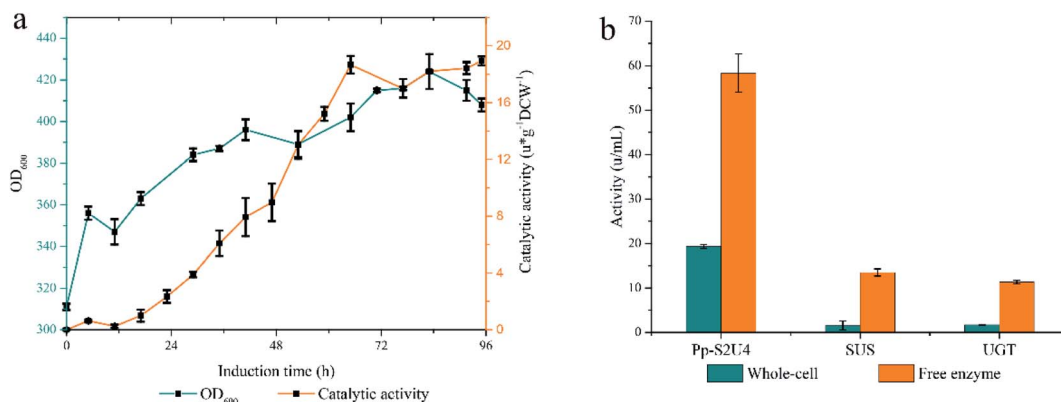 a
440
420
400
380
360
340
320
300
OD600
20
16
12
8
4
0
Catalytic activity (u*g-1DCW-1)
0 24 48 72 96
Induction time (h)
OD600 Catalytic activity
b
70
60
50
40
30
20
10
0
Activity (u/mL)
Pp-S2U4 SUS UGT
Whole-cell Free enzyme